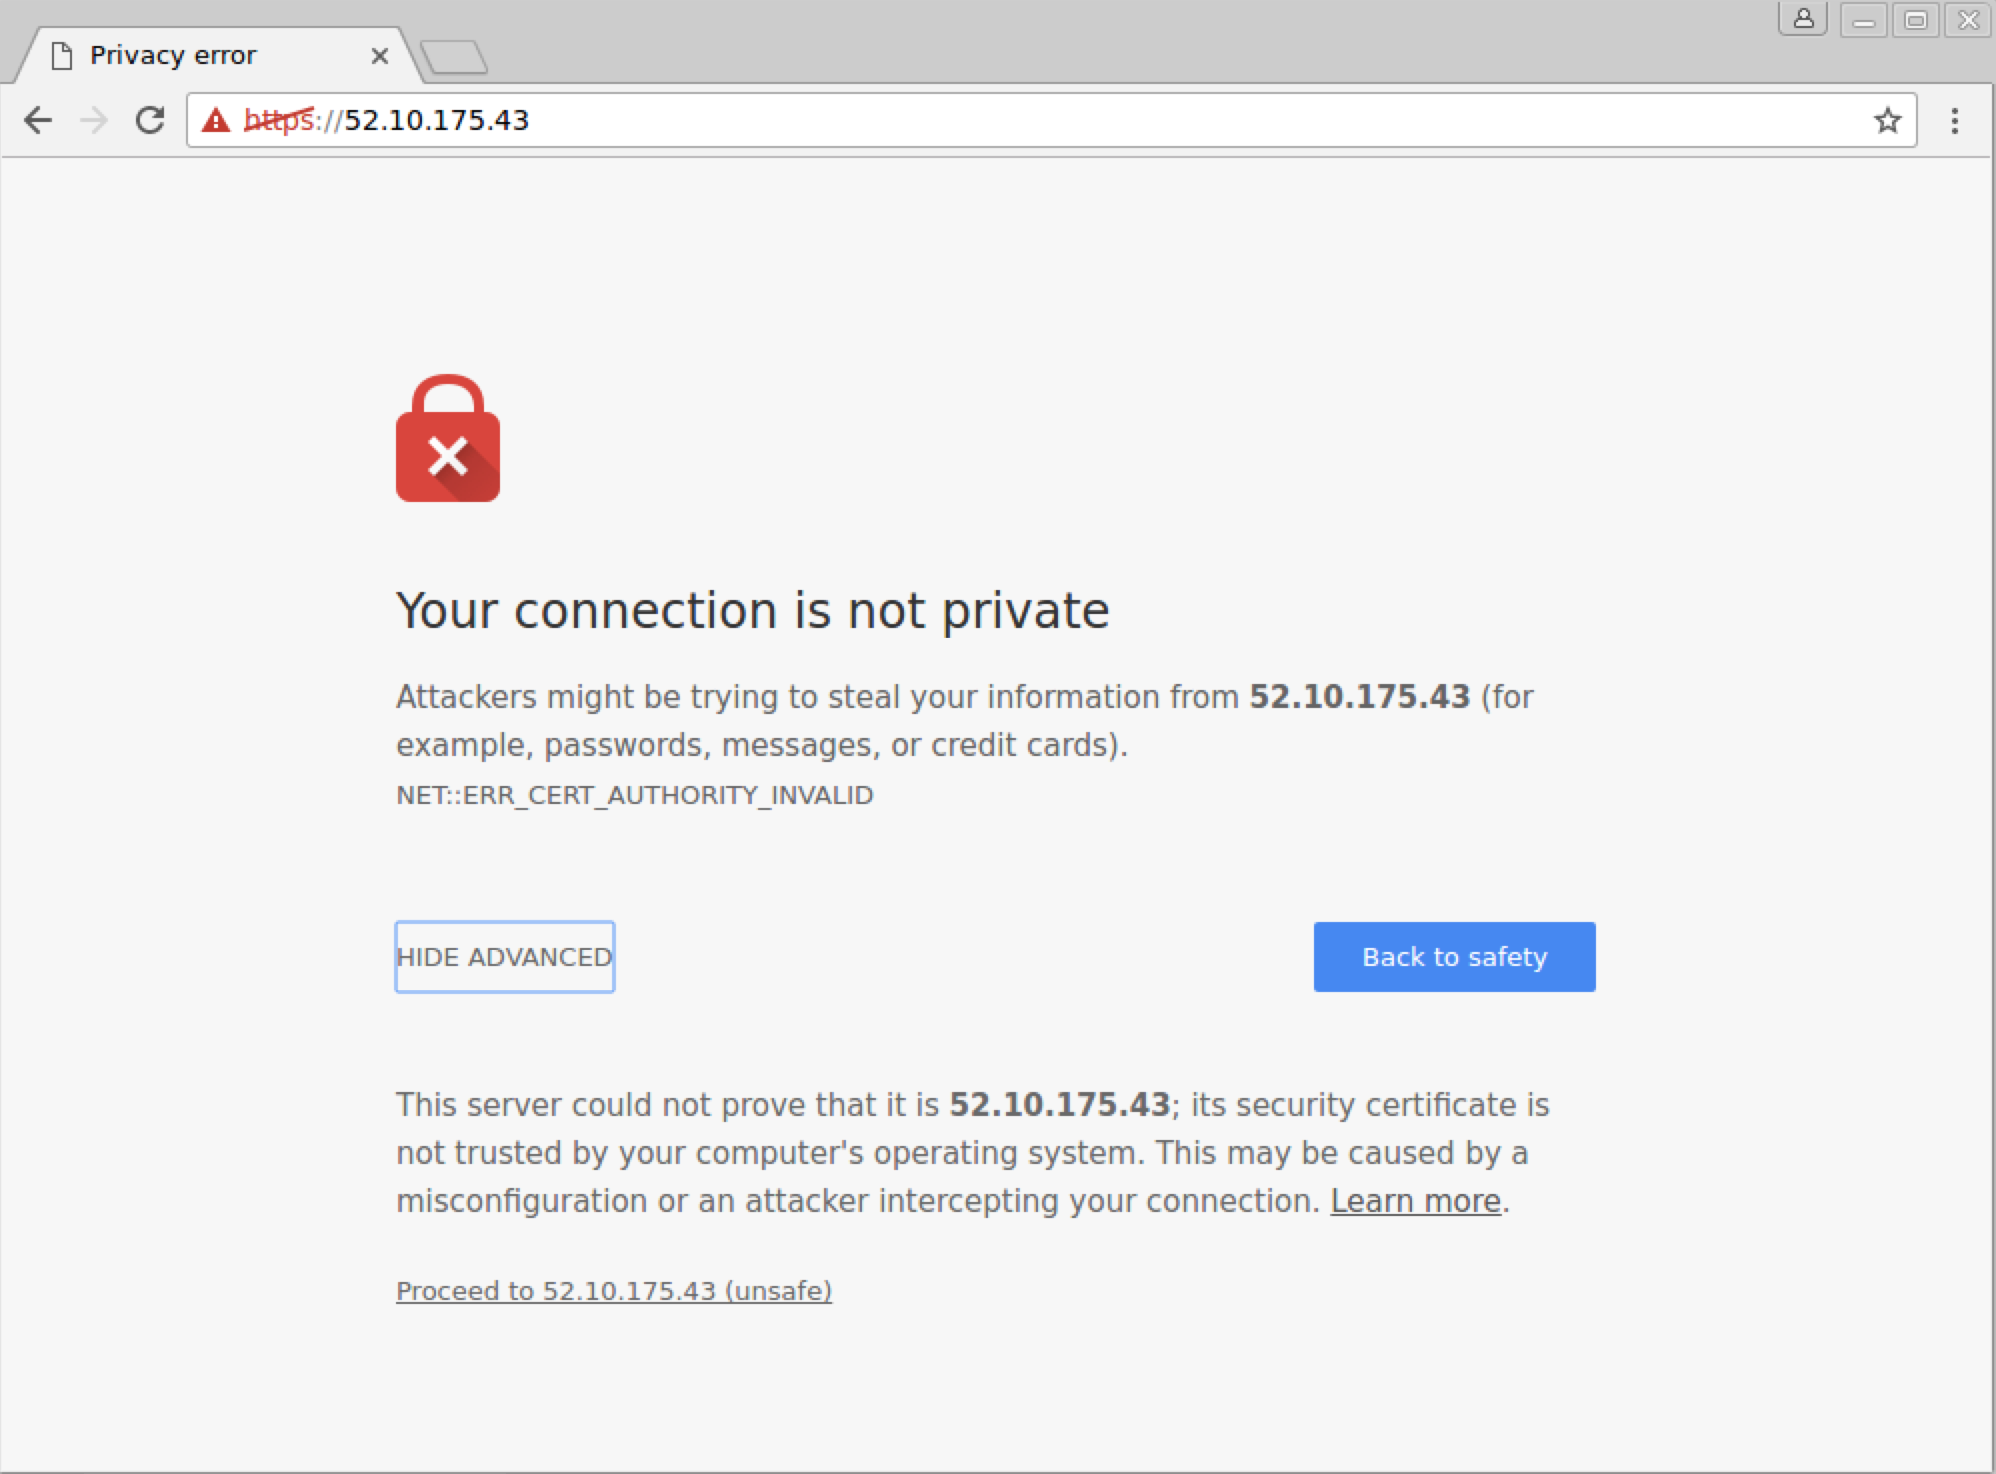 Privacy error
https://52.10.175.43
Your connection is not private
Attackers might be trying to steal your information from 52.10.175.43 (for
example, passwords, messages, or credit cards).
NET::ERR_CERT_AUTHORITY_INVALID
HIDE ADVANCED
Back to safety
This server could not prove that it is 52.10.175.43; its security certificate is
not trusted by your computer's operating system. This may be caused by a
misconfiguration or an attacker intercepting your connection. Learn more.
Proceed to 52.10.175.43 (unsafe)